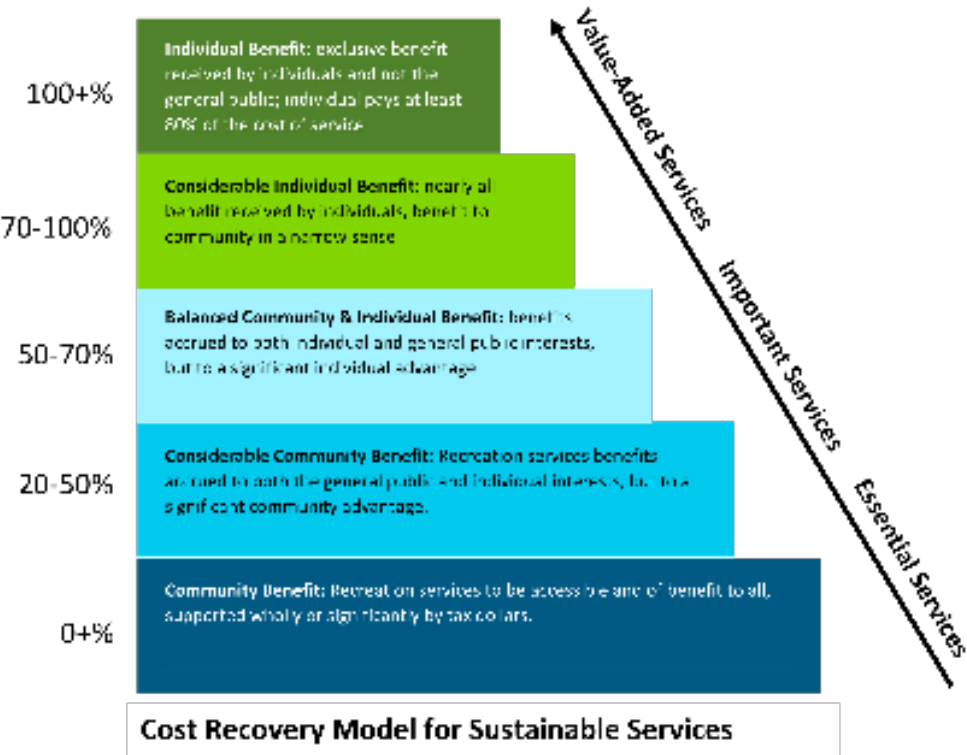 100+%
Individual Benefit: exclusive benefit
received by individuals and not the
general public; individual pays at least
80% of the cost of service
70-100%
Considerable Individual Benefit: nearly all
benefit received by individuals, benefit to
community in a narrow sense
50-70%
Balanced Community & Individual Benefit: benefits
accrued to both individual and general public interests,
but to a significant individual advantage
20-50%
Considerable Community Benefit: Recreation services benefits
accrued to both the general public and individual interests, but to a
significant community advantage.
0+%
Community Benefit: Recreation services to be accessible and of benefit to all,
supported wholly or significantly by tax dollars.
Value-Added Services
Important Services
Essential Services
Cost Recovery Model for Sustainable Services